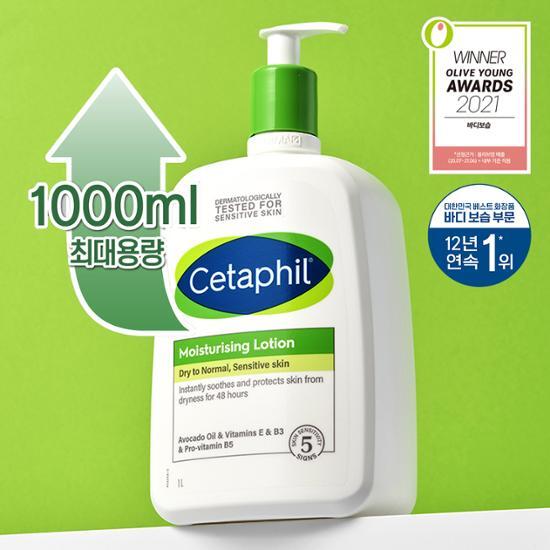 WINNER
OLIVE YOUNG
AWARDS
2021
바디보습
1000ml
최대용량
대한민국 베스트 화장품
바디 보습 부문
12년
연속
1*위
DERMATOLOGICALLY
TESTED FOR
SENSITIVE SKIN
Cetaphil®
Moisturising Lotion
Dry to Normal, Sensitive skin
Instantly soothes and protects skin from
dryness for 48 hours
Avocado Oil & Vitamins E & B3
& Pro-vitamin B5
SKIN SENSITIVITY
5
SIGNS
1L